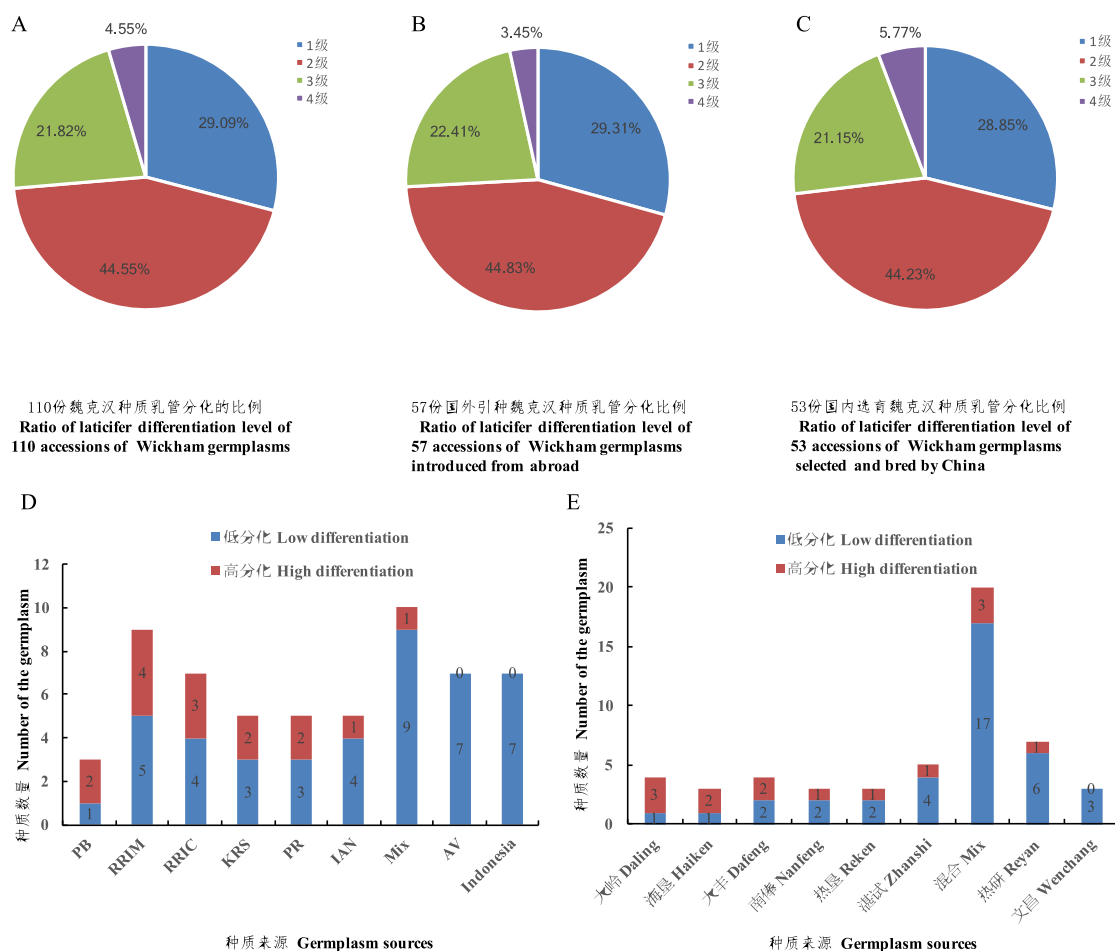 A
4.55%
1级
2级
3级
4级
29.09%
21.82%
44.55%
110份魏克汉种质乳管分化的比例
Ratio of laticifer differentiation level of
110 accessions of Wickham germplasms
B
3.45%
1级
2级
3级
4级
29.31%
22.41%
44.83%
57份国外引种魏克汉种质乳管分化比例
Ratio of laticifer differentiation level of
57 accessions of Wickham germplasms
introduced from abroad
C
5.77%
1级
2级
3级
4级
28.85%
21.15%
44.23%
53份国内选育魏克汉种质乳管分化比例
Ratio of laticifer differentiation level of
53 accessions of Wickham germplasms
selected and bred by China
D
低分化 Low differentiation
高分化 High differentiation
种质数量 Number of the germplasm
12
10
8
6
4
2
0
2
1
4
5
3
4
2
3
2
3
1
4
1
9
0
7
0
7
PB
RRIM
RRIC
KRS
PR
IAN
Mix
AV
Indonesia
种质来源 Germplasm sources
E
低分化 Low differentiation
高分化 High differentiation
种质数量 Number of the germplasm
25
20
15
10
5
0
3
1
2
1
2
2
1
2
1
2
1
4
3
17
1
6
0
3
大岭 Daling
海垦 Haiken
大丰 Dafeng
南俸 Nanfeng
热垦 Reken
湛试 Zhanshi
混合 Mix
热研 Reyan
文昌 Wenchang
种质来源 Germplasm sources